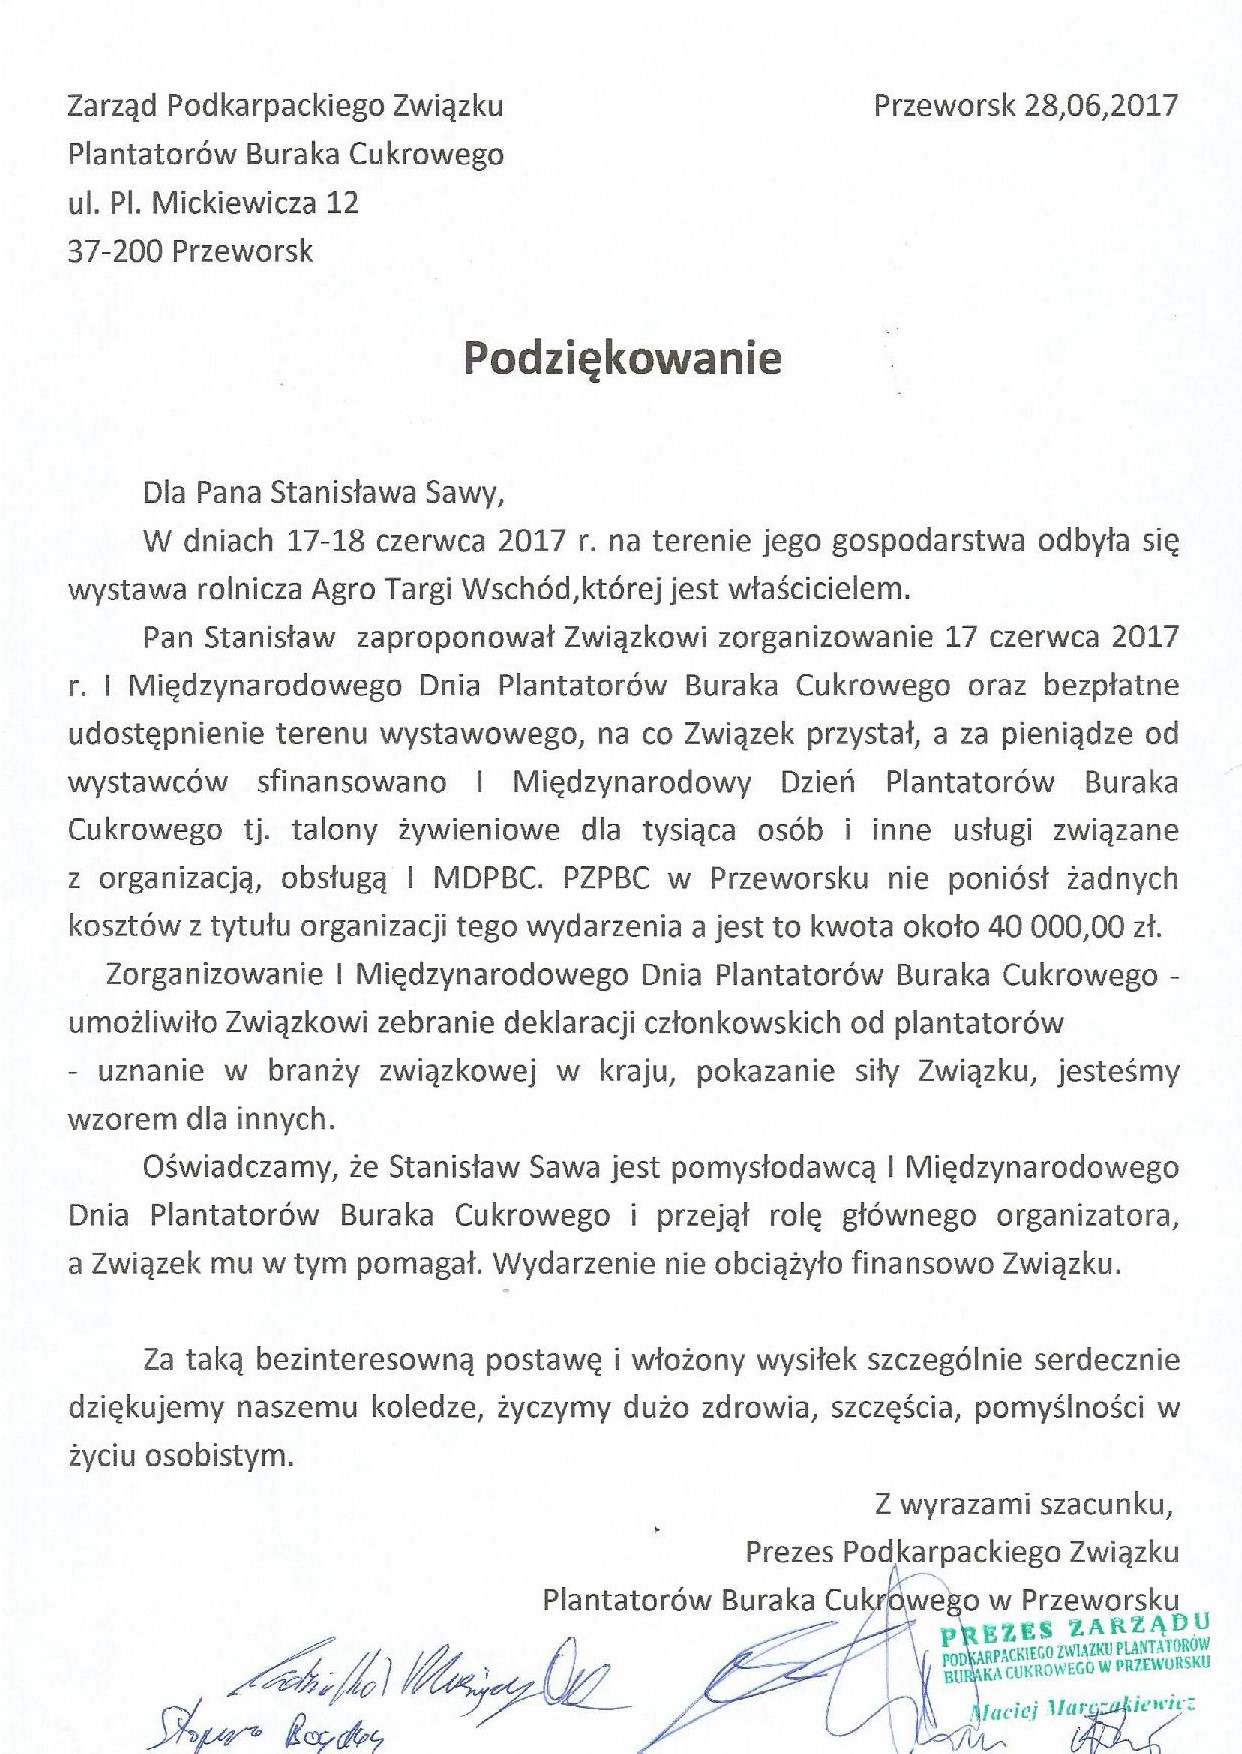 Zarząd Podkarpackiego Związku
Przeworsk 28,06,2017
Plantatorów Buraka Cukrowego
ul. Pl. Mickiewicza 12
37-200 Przeworsk
Podziękowanie
Dla Pana Stanisława Sawy,
W dniach 17-18 czerwca 2017 r. na terenie jego gospodarstwa odbyła się
wystawa rolnicza Agro Targi Wschód,której jest właścicielem.
Pan Stanisław zaproponował Związkowi zorganizowanie 17 czerwca 2017
r. I Międzynarodowego Dnia Plantatorów Buraka Cukrowego oraz bezpłatne
udostępnienie terenu wystawowego, na co Związek przystał, a za pieniądze od
wystawców sfinansowano I Międzynarodowy Dzień Plantatorów Buraka
Cukrowego tj. talony żywieniowe dla tysiąca osób i inne usługi związane
z organizacją, obsługą I MDPBC. PZPBC w Przeworsku nie poniósł żadnych
kosztów z tytułu organizacji tego wydarzenia a jest to kwota około 40 000,00 zł.
Zorganizowanie I Międzynarodowego Dnia Plantatorów Buraka Cukrowego -
umożliwiło Związkowi zebranie deklaracji członkowskich od plantatorów
- uznanie w branży związkowej w kraju, pokazanie siły Związku, jesteśmy
wzorem dla innych.
Oświadczamy, że Stanisław Sawa jest pomysłodawcą I Międzynarodowego
Dnia Plantatorów Buraka Cukrowego i przejął rolę głównego organizatora,
a Związek mu w tym pomagał. Wydarzenie nie obciążyło finansowo Związku.
Za taką bezinteresowną postawę i włożony wysiłek szczególnie serdecznie
dziękujemy naszemu koledze, życzymy dużo zdrowia, szczęścia, pomyślności w
życiu osobistym.
Z wyrazami szacunku,
Prezes Podkarpackiego Związku
Plantatorów Buraka Cukrowego w Przeworsku
PREZES ZARZĄDU
PODKARPACKIEGO ZWIĄZKU PLANTATORÓW
BURAKA CUKROWEGO W PRZEWORSKU
Maciej Marczakiewicz